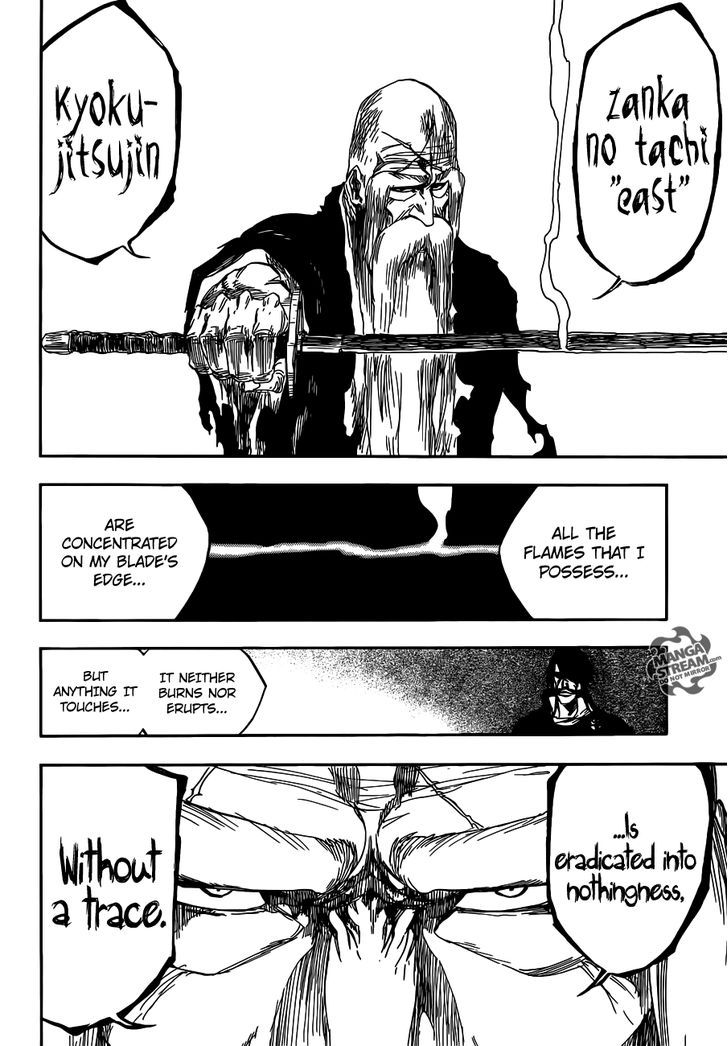 Zanka
no tachi
"east"
Kyoku-
jitsujin
ALL THE
FLAMES THAT I
POSSESS...
ARE
CONCENTRATED
ON MY BLADE'S
EDGE...
MANGA
STREAM.com
DO NOT MIRROR
IT NEITHER
BURNS NOR
ERUPTS...
BUT
ANYTHING IT
TOUCHES...
...Is
eradicated into
nothingness,
Without
a trace.